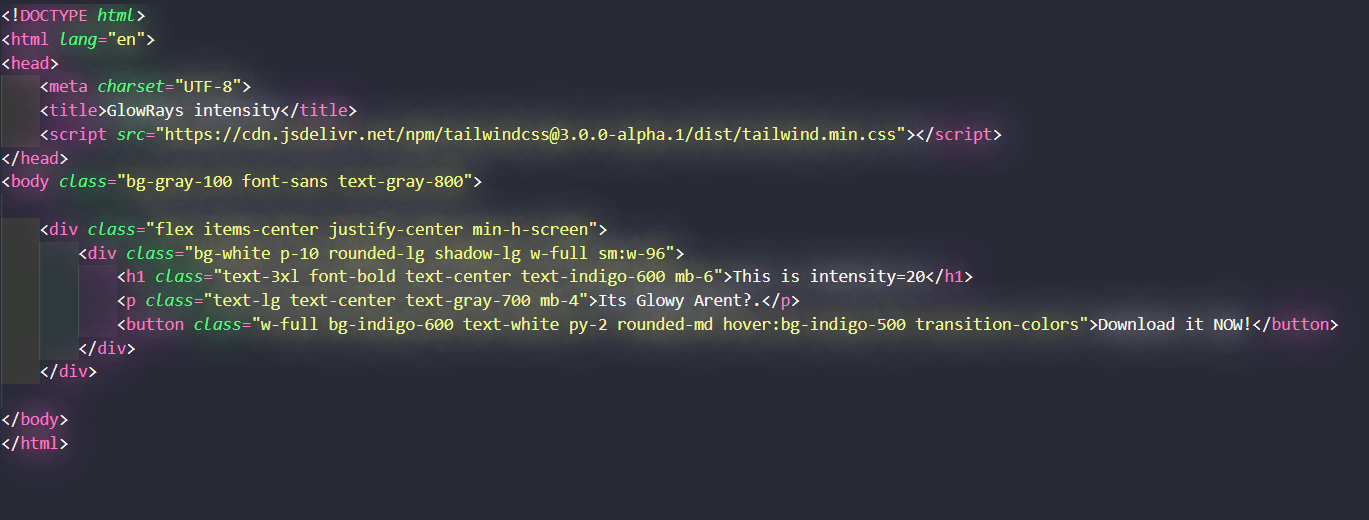 <!DOCTYPE html>
<html lang="en">
<head>
    <meta charset="UTF-8">
    <title>GlowRays intensity</title>
    <script src="https://cdn.jsdelivr.net/npm/tailwindcss@3.0.0-alpha.1/dist/tailwind.min.css"></script>
</head>
<body class="bg-gray-100 font-sans text-gray-800">
    <div class="flex items-center justify-center min-h-screen">
        <div class="bg-white p-10 rounded-lg shadow-lg w-full sm:w-96">
            <h1 class="text-3xl font-bold text-center text-indigo-600 mb-6">This is intensity=20</h1>
            <p class="text-lg text-center text-gray-700 mb-4">Its Glowy Arent?.</p>
            <button class="w-full bg-indigo-600 text-white py-2 rounded-md hover:bg-indigo-500 transition-colors">Download it NOW!</button>
        </div>
    </div>
</body>
</html>